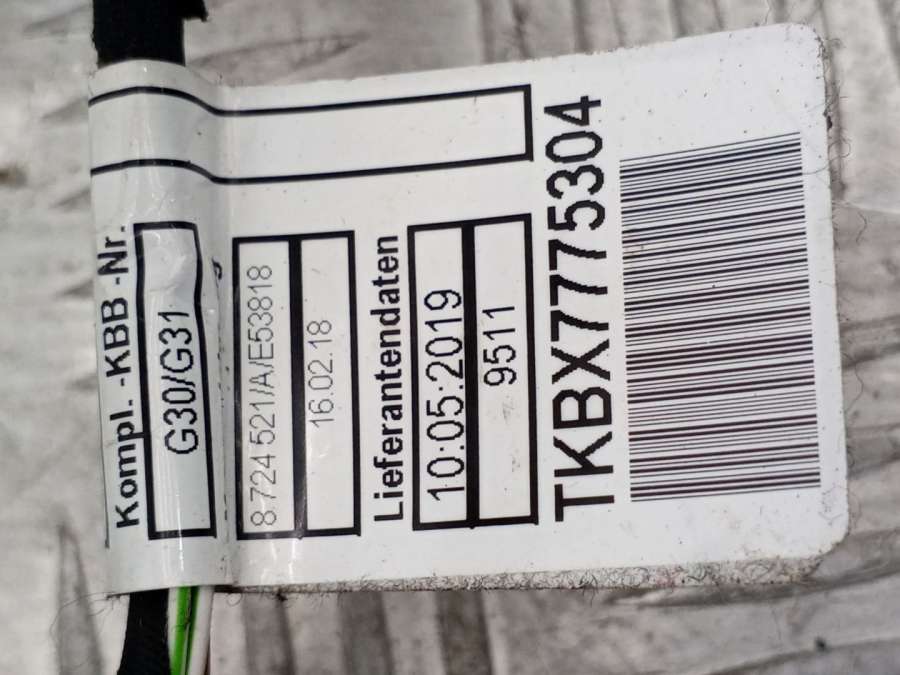 Kompl. -KBB -Nr.
G30/G31
8 724 521/A/E53818
16.02.18
Lieferantendaten
10:05:2019
9511
TKBX7775304